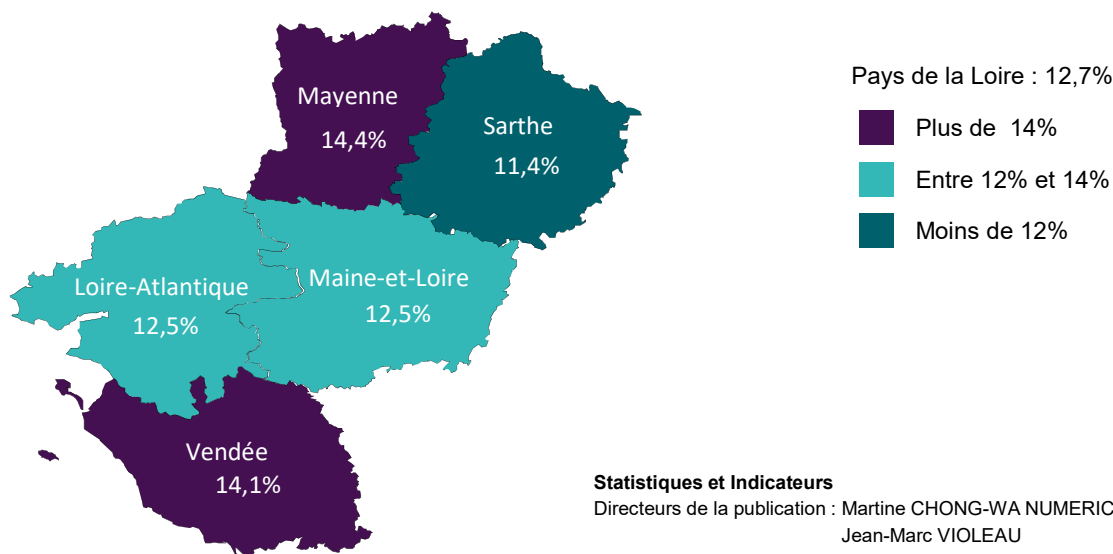 Mayenne
14,4%
Sarthe
11,4%
Loire-Atlantique
12,5%
Maine-et-Loire
12,5%
Vendée
14,1%
Pays de la Loire : 12,7%
Plus de 14%
Entre 12% et 14%
Moins de 12%
Statistiques et Indicateurs
Directeurs de la publication : Martine CHONG-WA NUMERIC
Jean-Marc VIOLEAU